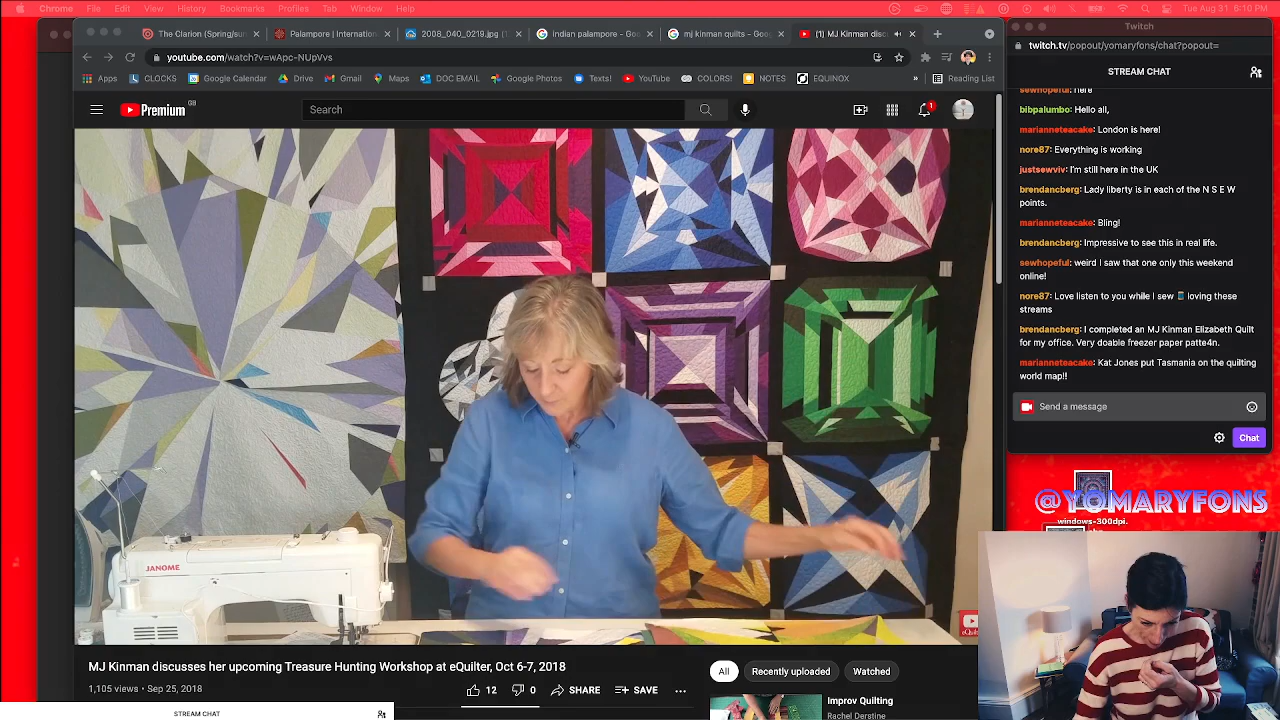 Chrome File Edit View History Bookmarks Profiles Tab Window Help
Tue Aug 31 6:10 PM
The Clarion (Spring/sum
Palampore | Internation
2008_040_0218.jpg (1
Indian palampore - Goo
mj kinman quilts - Goog
(1) MJ Kinman discu
youtube.com/watch?v=wApc-NUpVvs
Apps CLOCKS Google Calendar Drive Gmail Maps DOC EMAIL Google Photos Texts! YouTube COLORS! NOTES EQUINOX » Reading List
Premium GB
Search
1
JANOME
MJ Kinman discusses her upcoming Treasure Hunting Workshop at eQuilter, Oct 6-7, 2018
1,105 views • Sep 25, 2018
12 0 SHARE SAVE
All Recently uploaded Watched
Improv Quilting
Rachel Derstine
STREAM CHAT
Twitch
twitch.tv/popout/yomaryfons/chat?popout=
STREAM CHAT
sewhopeful: here
bibpalumbo: Hello all,
marianneteacake: London is here!
nore87: Everything is working
justsewviv: I'm still here in the UK
brendancberg: Lady liberty is in each of the N S E W
points.
marianneteacake: Bling!
brendancberg: Impressive to see this in real life.
sewhopeful: weird I saw that one only this weekend
online!
nore87: Love listen to you while I sew 🧵 loving these
streams
brendancberg: I completed an MJ Kinman Elizabeth Quilt
for my office. Very doable freezer paper patte4n.
marianneteacake: Kat Jones put Tasmania on the quilting
world map!!
Send a message
Chat
@YOMARYFONS
windows-300dpi.